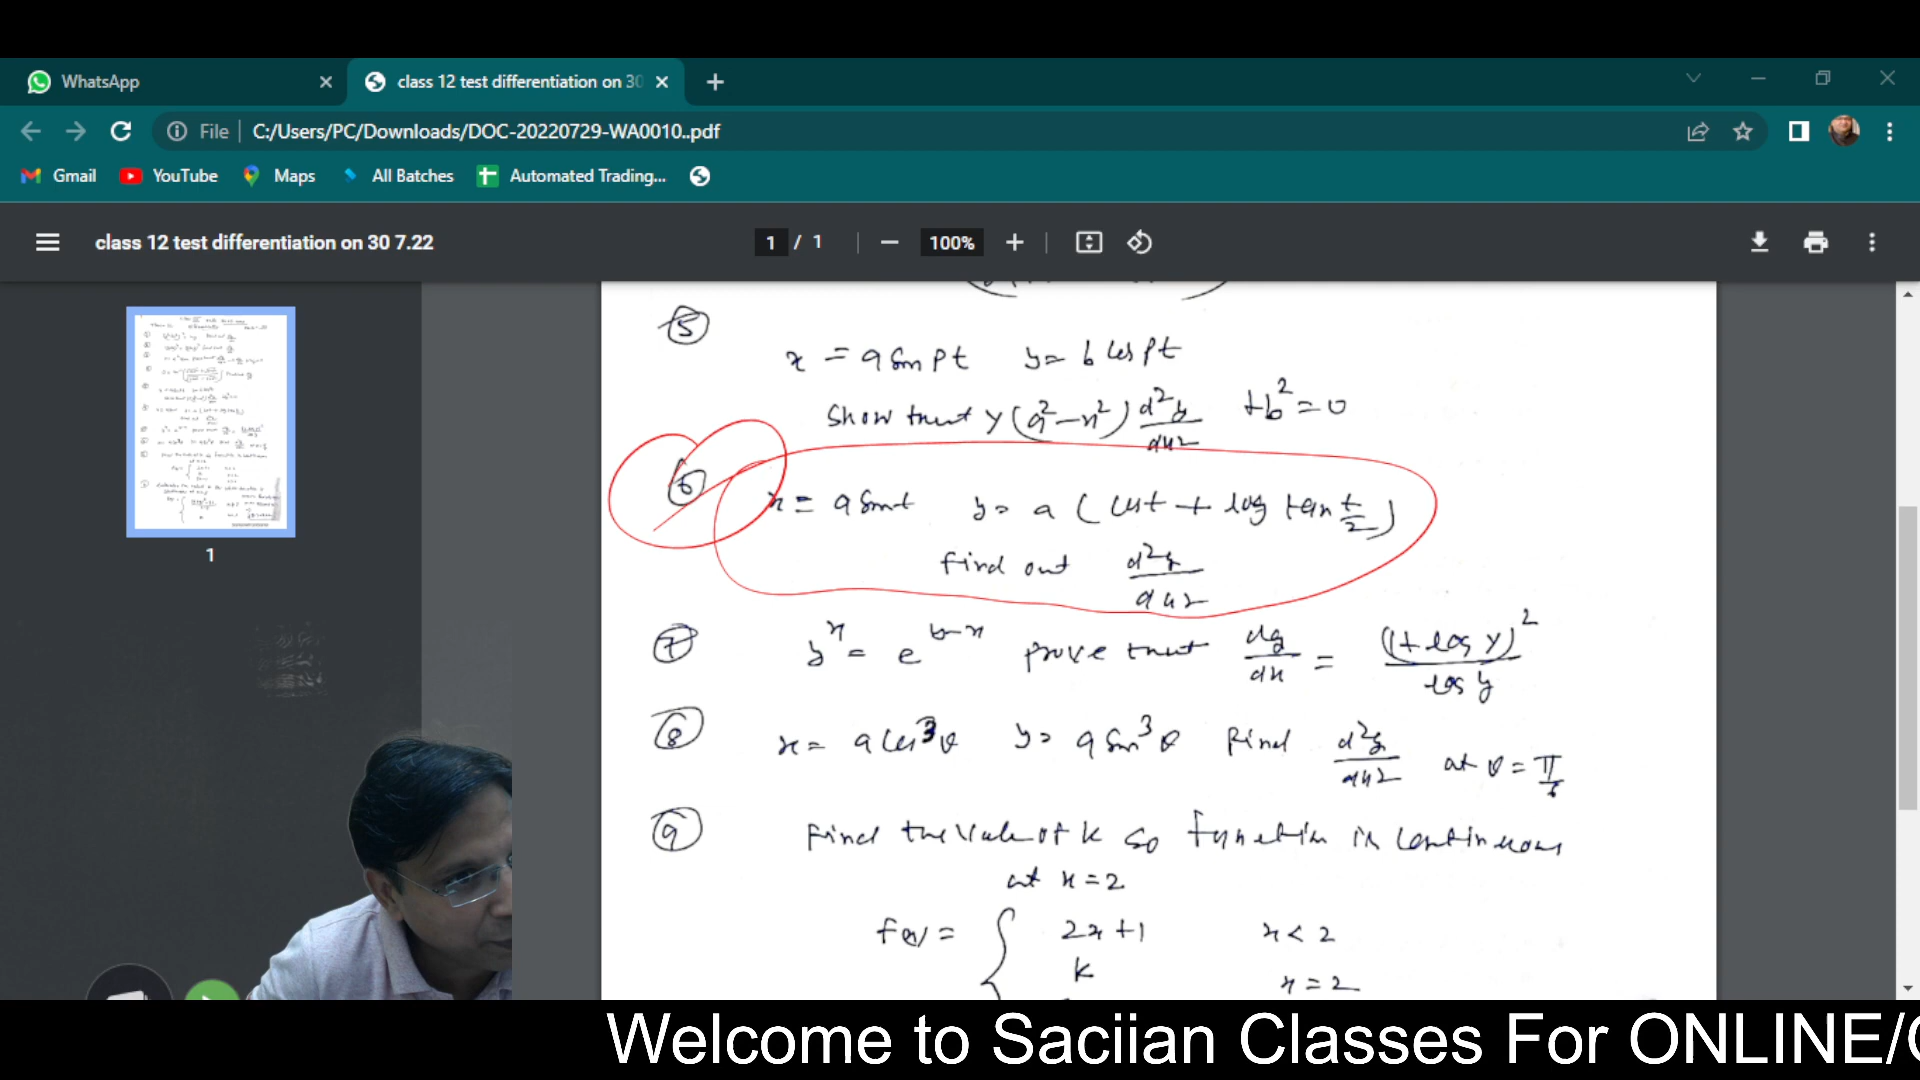 WhatsApp
class 12 test differentiation on 30
File
C:/Users/PC/Downloads/DOC-20220729-WA0010..pdf
Gmail
YouTube
Maps
All Batches
Automated Trading...
class 12 test differentiation on 30 7.22
1 / 1
100%
1
5
x = a sin pt y = b cos pt
Show that y(a²-x²) d²y/dx² + b² = 0
6
x = a sin t y = a (cos t + log tan t/2)
find out d²y/dx²
7
y^x = e^(y-x) prove that dy/dx = (1+log y)²/log y
8
x = a cos³θ y = a sin³θ find d²y/dx² at θ = π/6
9
Find the value of k so function is continuous
at x = 2
f(x) = { 2x+1 x < 2
k x = 2
Welcome to Saciian Classes For ONLINE/